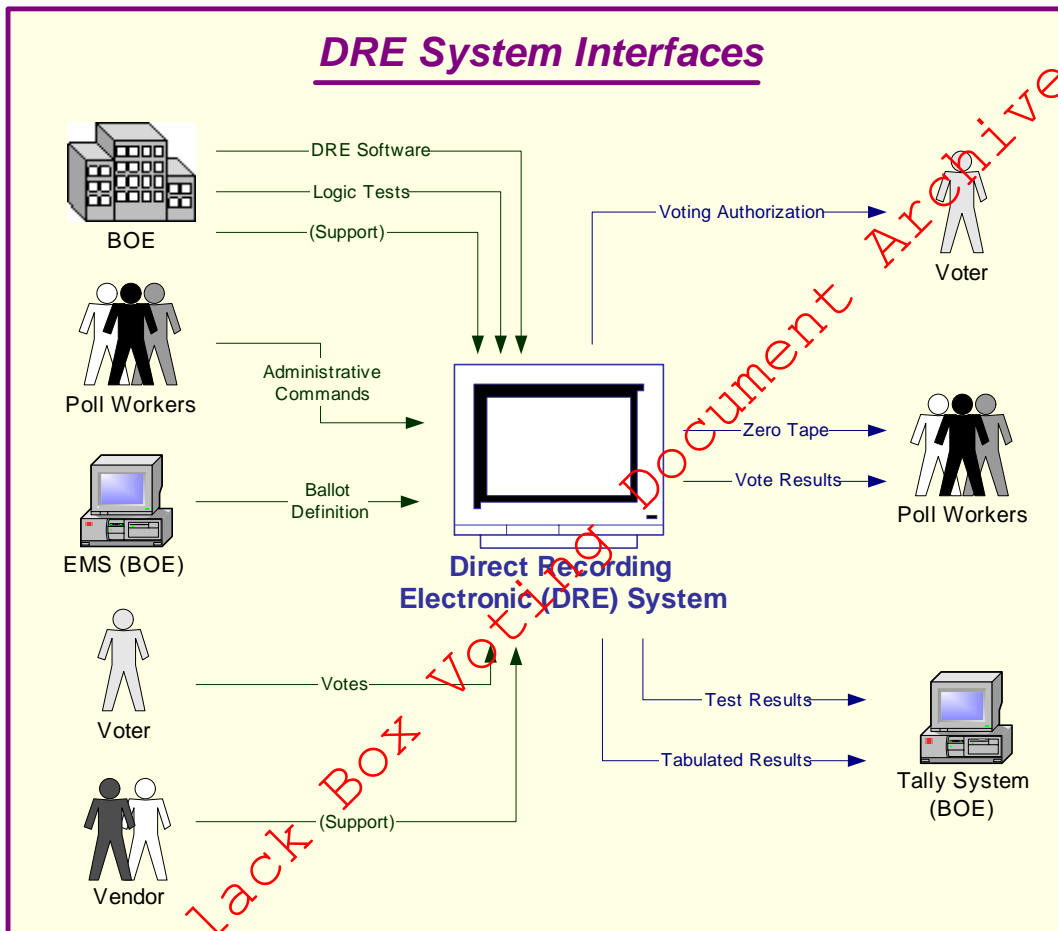 DRE System Interfaces
BOE
DRE Software
Logic Tests
(Support)
Voting Authorization
Voter
Poll Workers
Administrative
Commands
Zero Tape
Vote Results
Poll Workers
EMS (BOE)
Ballot
Definition
Direct Recording
Electronic (DRE) System
Voter
Votes
Test Results
Tabulated Results
Tally System
(BOE)
Vendor
(Support)
lack Box Voting Document Archive